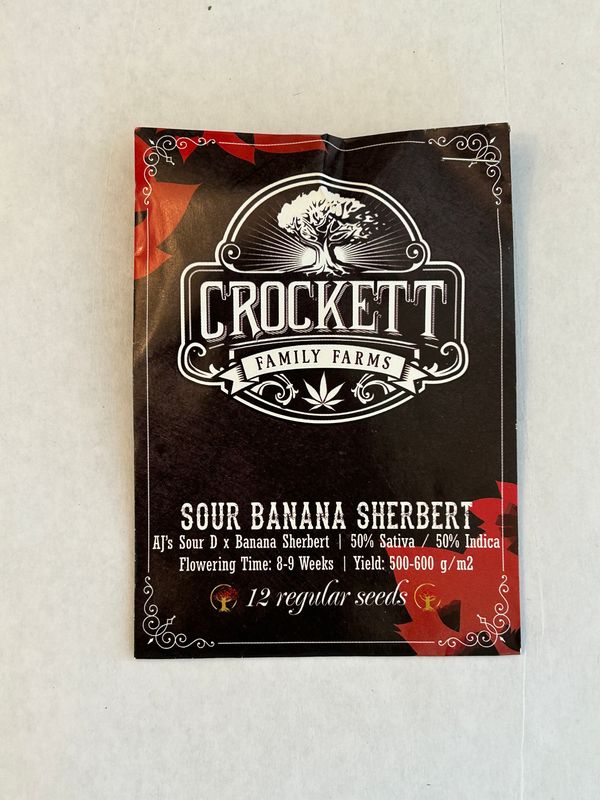 CROCKETT
FAMILY FARMS
SOUR BANANA SHERBERT
AJ's Sour D x Banana Sherbert | 50% Sativa / 50% Indica
Flowering Time: 8-9 Weeks | Yield: 500-600 g/m2
12 regular seeds